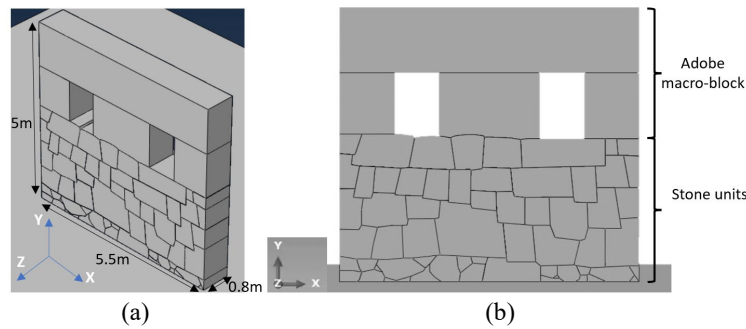 5m
Y
Z
X
5.5m
0.8m
(a)
Y
Z
X
Adobe
macro-block
Stone units
(b)